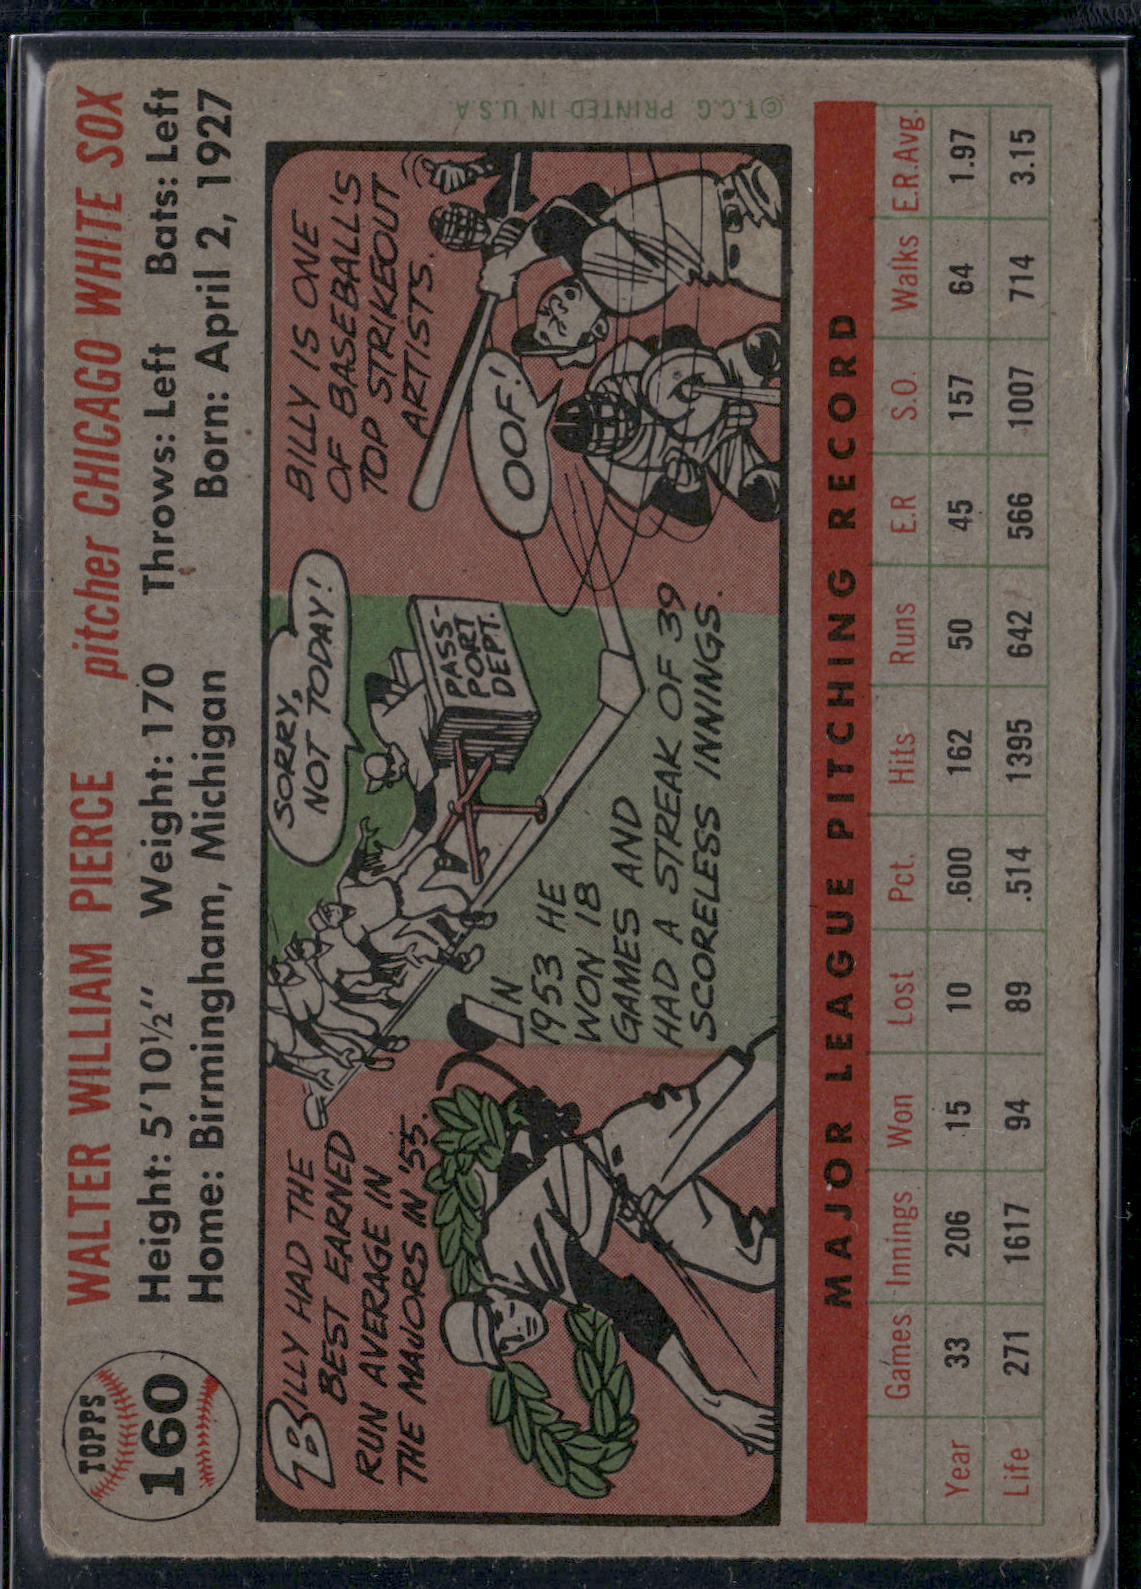 TOPPS
160
WALTER WILLIAM PIERCE pitcher CHICAGO WHITE SOX
Height: 5'10½" Weight: 170 Throws: Left Bats: Left
Home: Birmingham, Michigan Born: April 2, 1927
BILLY HAD THE
BEST EARNED
RUN AVERAGE IN
THE MAJORS IN '55.
SORRY,
NOT TODAY!
PASS-
PORT
DEPT.
IN
1953 HE
WON 18
GAMES AND
HAD A STREAK OF 39
SCORELESS INNINGS.
BILLY IS ONE
OF BASEBALL'S
TOP STRIKEOUT
ARTISTS.
OOF!
©T.C.G. PRINTED IN U.S.A.
MAJOR LEAGUE PITCHING RECORD
Games Innings Won Lost Pct. Hits Runs E.R S.O. Walks E.R.Avg.
Year 33 206 15 10 .600 162 50 45 157 64 1.97
Life 271 1617 94 89 .514 1395 642 566 1007 714 3.15